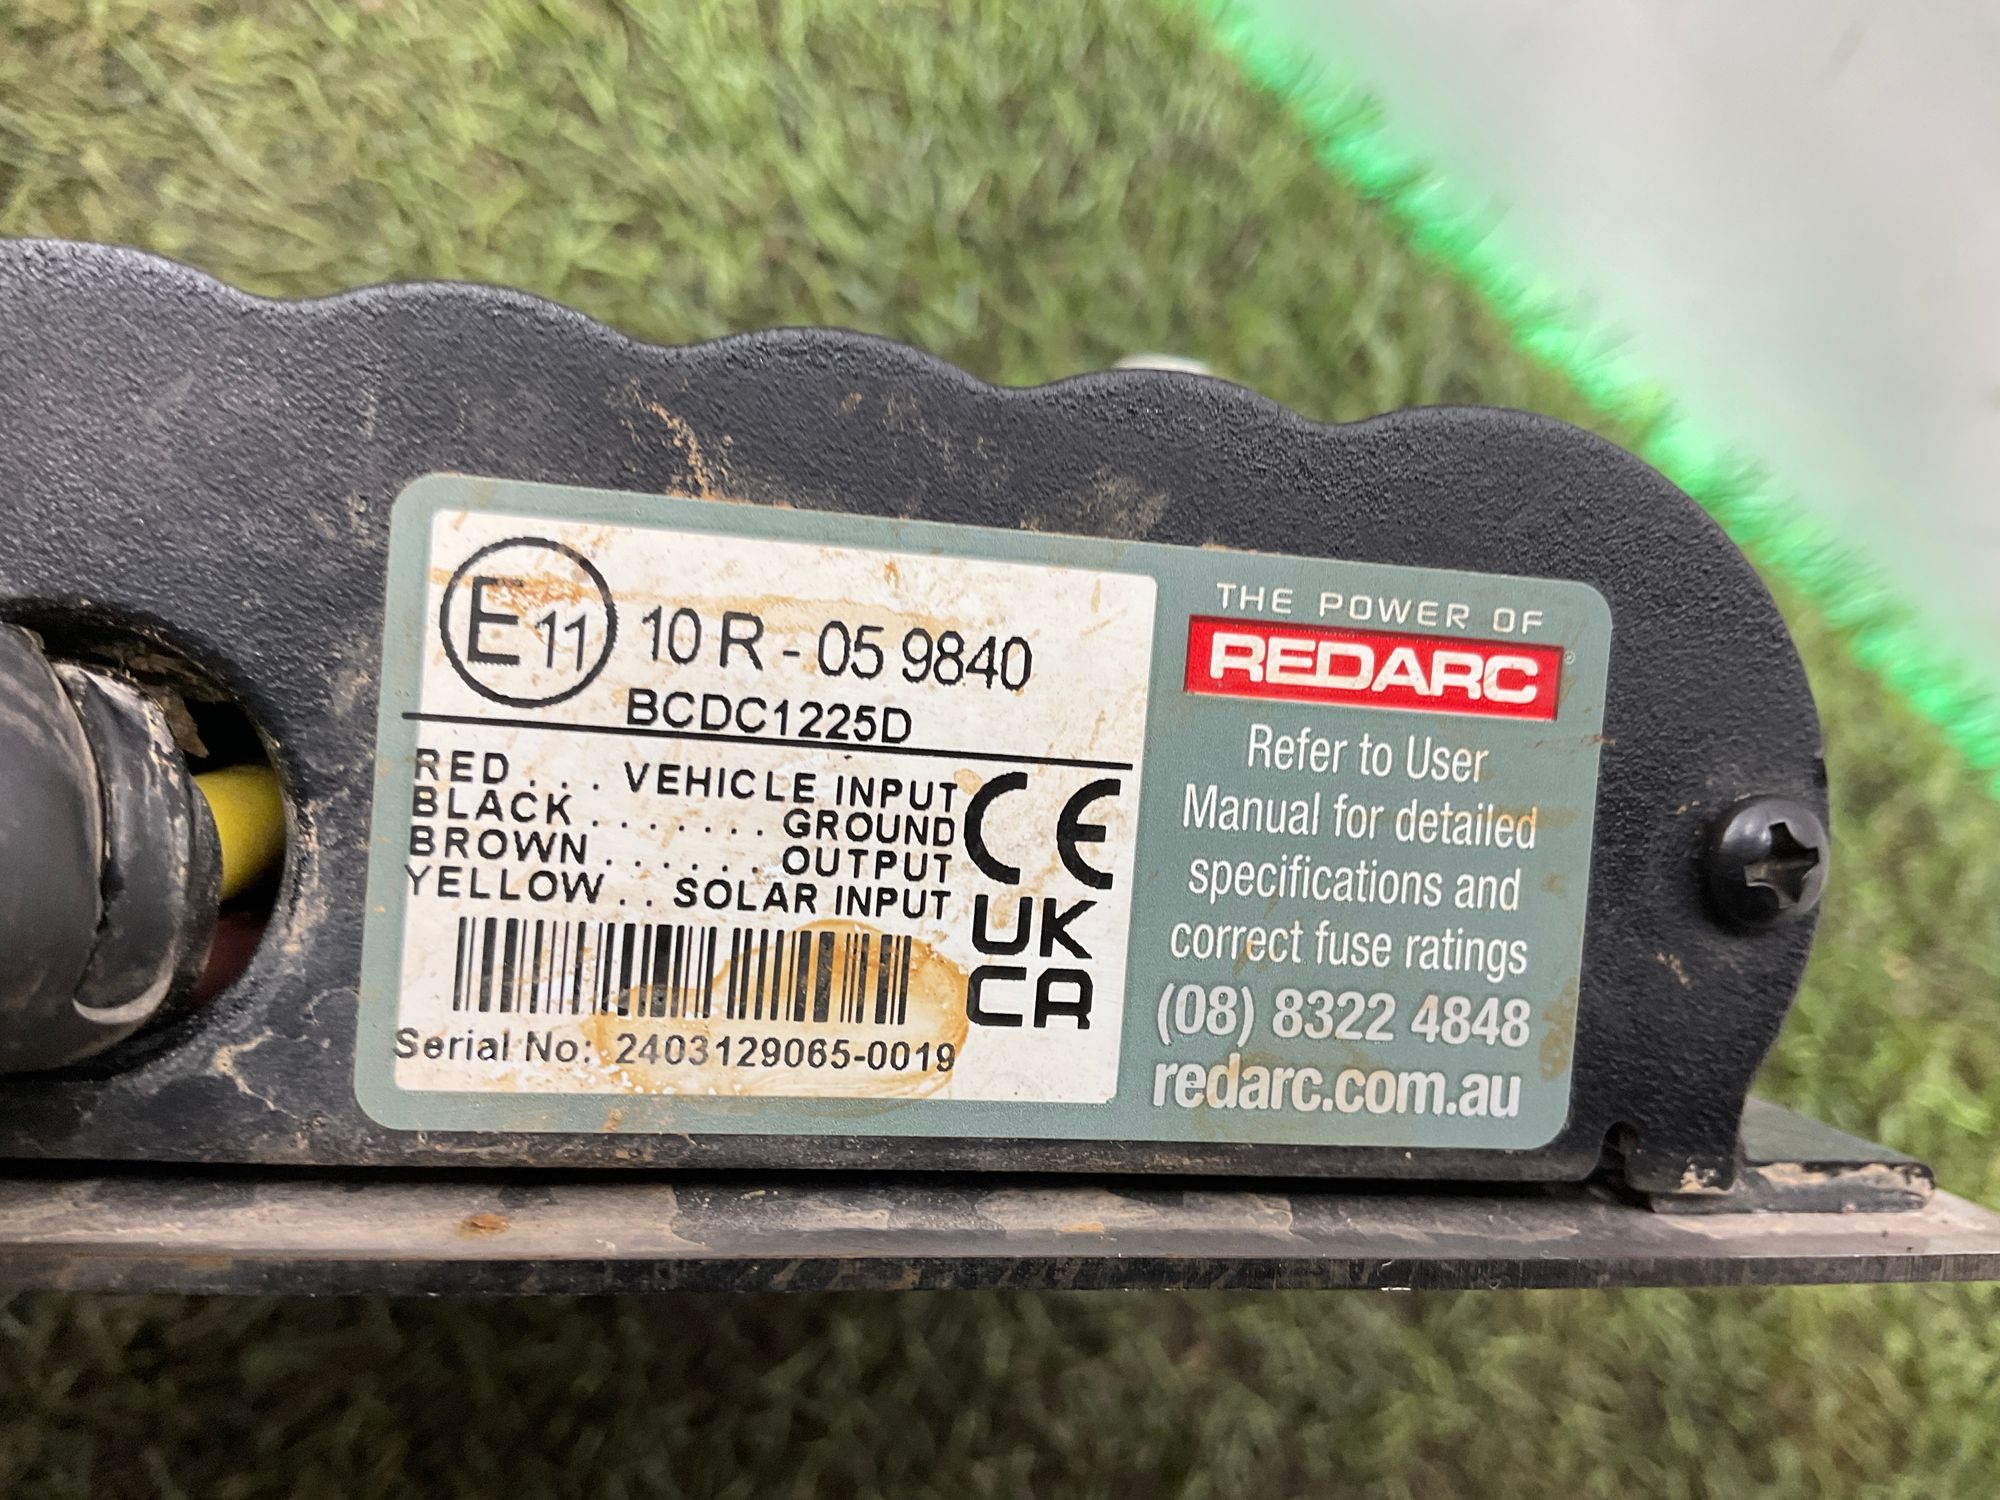 E11 10 R - 05 9840
BCDC1225D
RED . . . VEHICLE INPUT
BLACK . . . . . . . GROUND
BROWN . . . . . . OUTPUT
YELLOW . . SOLAR INPUT
CE
UK
CA
Serial No: 2403129065-0019
THE POWER OF
REDARC®
Refer to User
Manual for detailed
specifications and
correct fuse ratings
(08) 8322 4848
redarc.com.au